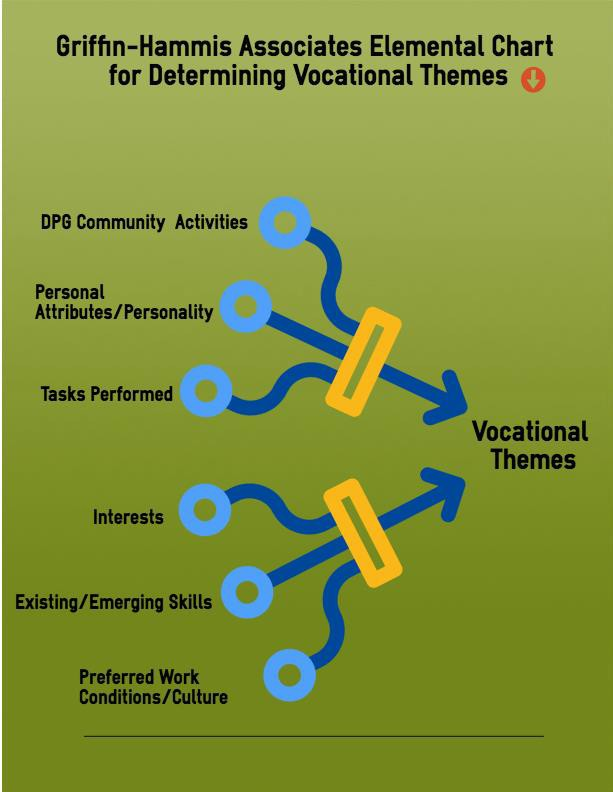 Griffin-Hammis Associates Elemental Chart
for Determining Vocational Themes
DPG Community Activities
Personal
Attributes/Personality
Tasks Performed
Vocational
Themes
Interests
Existing/Emerging Skills
Preferred Work
Conditions/Culture